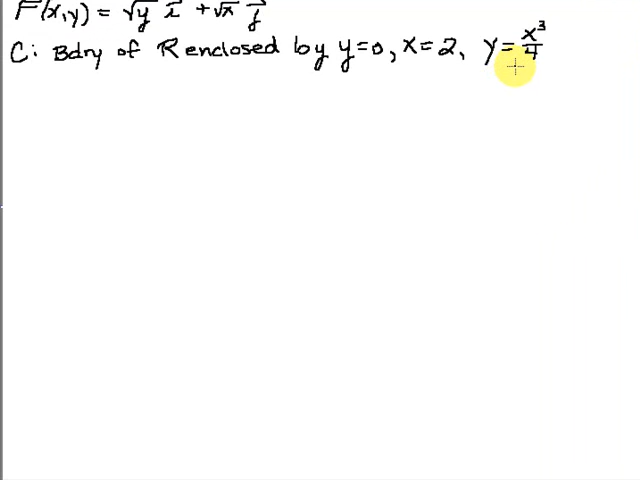 F(x,y) = √y i + √x j
C: Bdry of R enclosed by y=0, x=2, y=x³/4